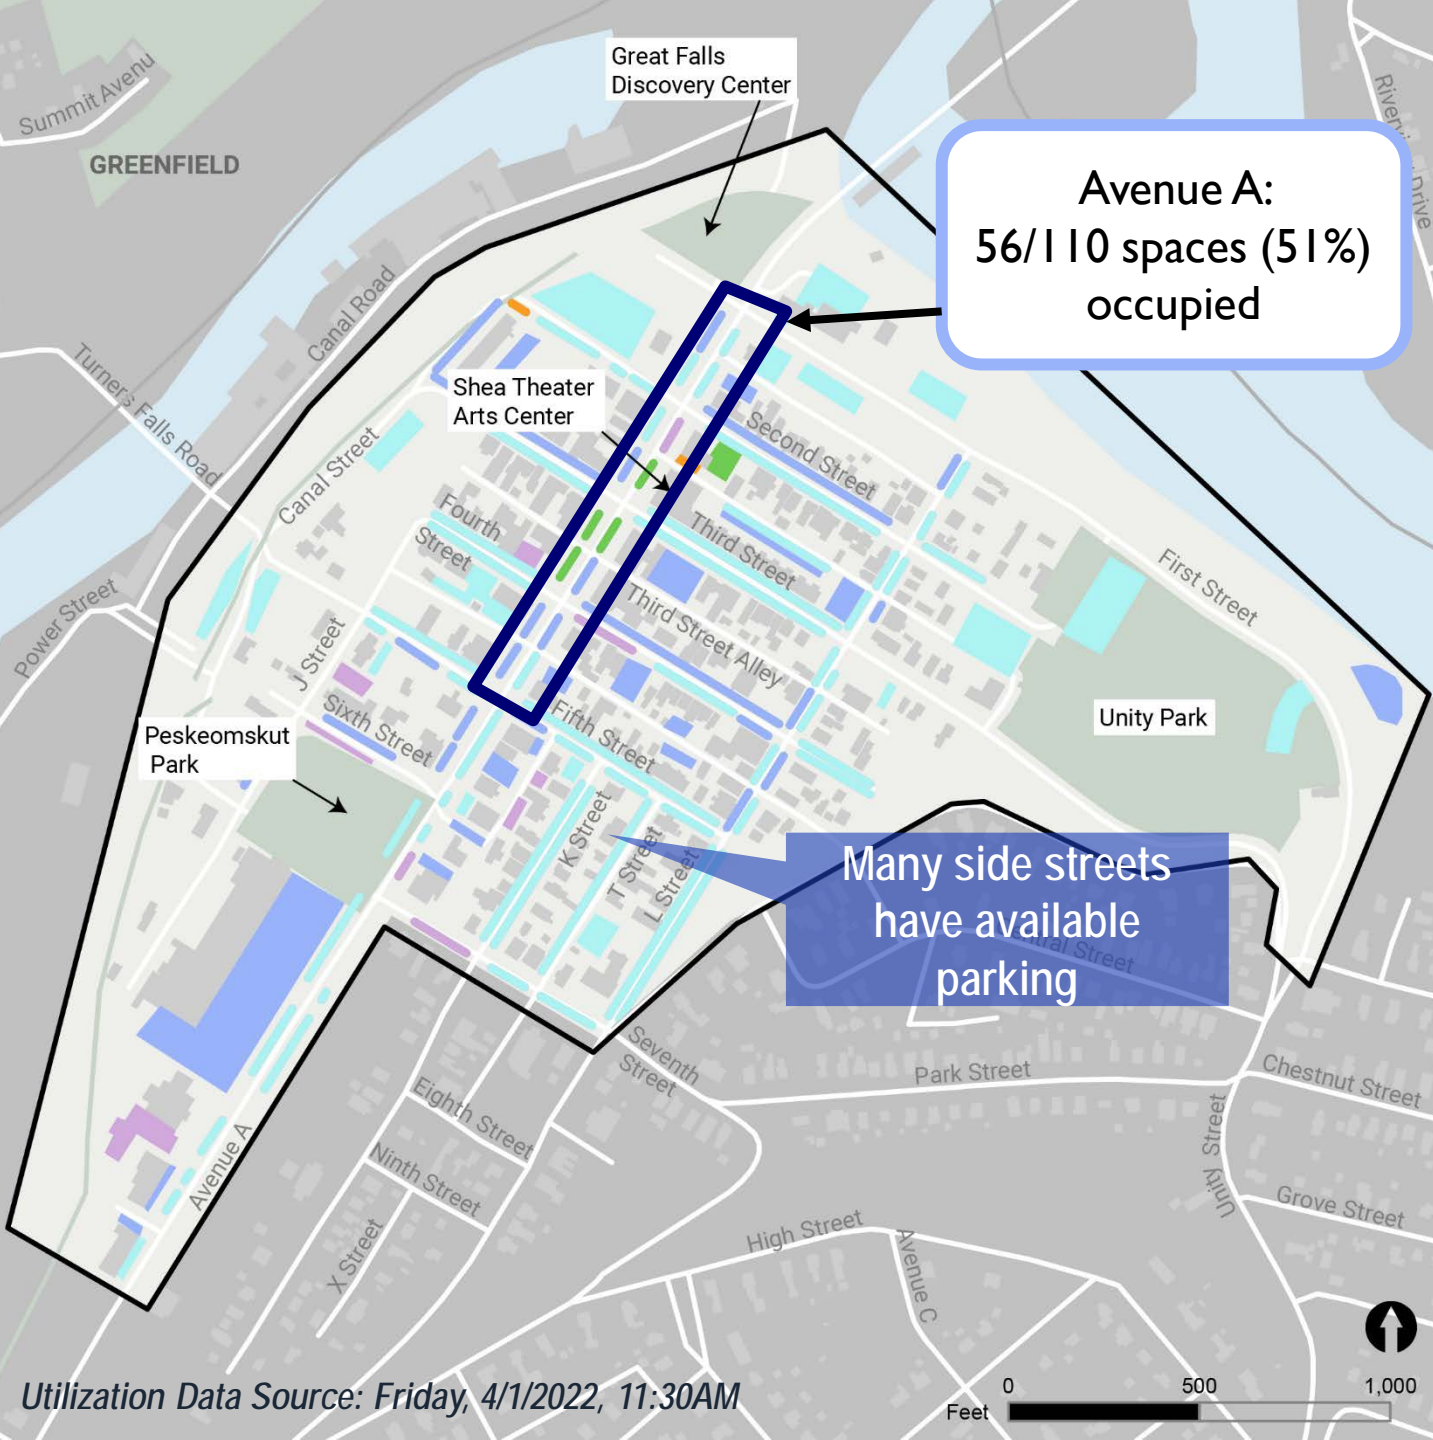 Summit Avenu
GREENFIELD
Great Falls
Discovery Center
Riverv
Drive
Avenue A:
56/110 spaces (51%)
occupied
Canal Road
Turners Falls Road
Shea Theater
Arts Center
Canal Street
Second Street
Fourth
Street
Third Street
First Street
Power Street
Third Street Alley
J Street
Sixth Street
Fifth Street
Unity Park
Peskeomskut
Park
K Street
T Street
L Street
Many side streets
have available
parking
Central Street
Seventh
Street
Park Street
Chestnut Street
Eighth Street
Unity Street
Avenue A
Ninth Street
Grove Street
X Street
High Street
Avenue C
Utilization Data Source: Friday, 4/1/2022, 11:30AM
0 500 1,000
Feet